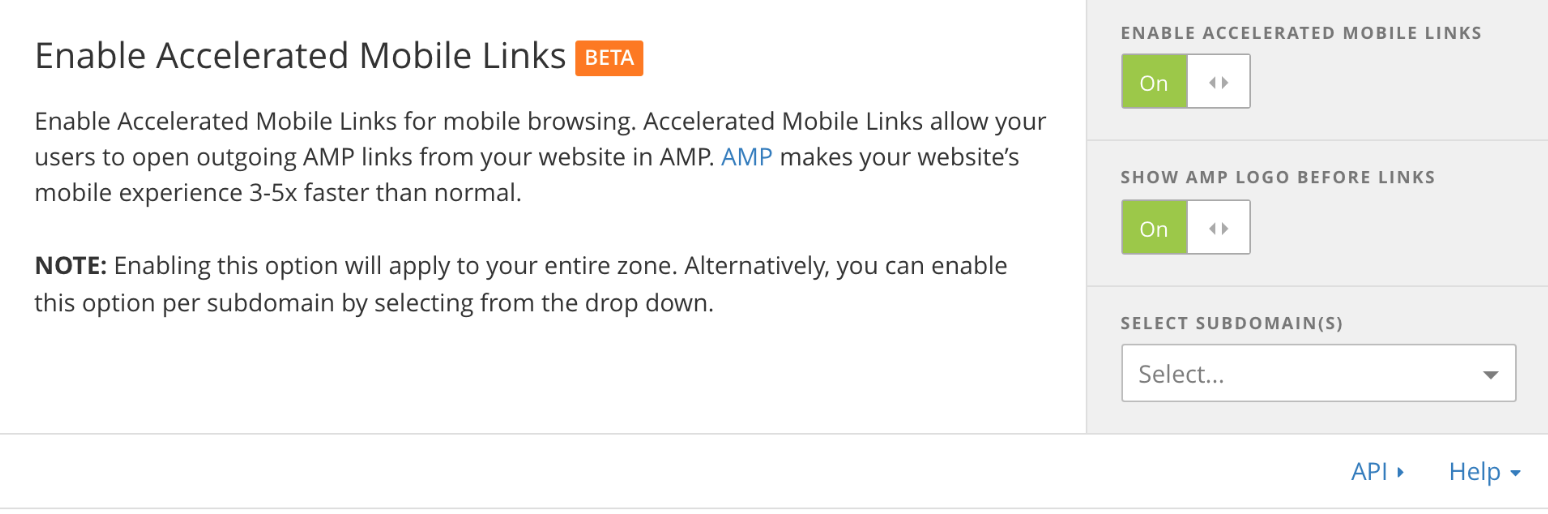 Enable Accelerated Mobile Links BETA
Enable Accelerated Mobile Links for mobile browsing. Accelerated Mobile Links allow your
users to open outgoing AMP links from your website in AMP. AMP makes your website’s
mobile experience 3-5x faster than normal.
NOTE: Enabling this option will apply to your entire zone. Alternatively, you can enable
this option per subdomain by selecting from the drop down.
ENABLE ACCELERATED MOBILE LINKS
On
SHOW AMP LOGO BEFORE LINKS
On
SELECT SUBDOMAIN(S)
Select...
API Help